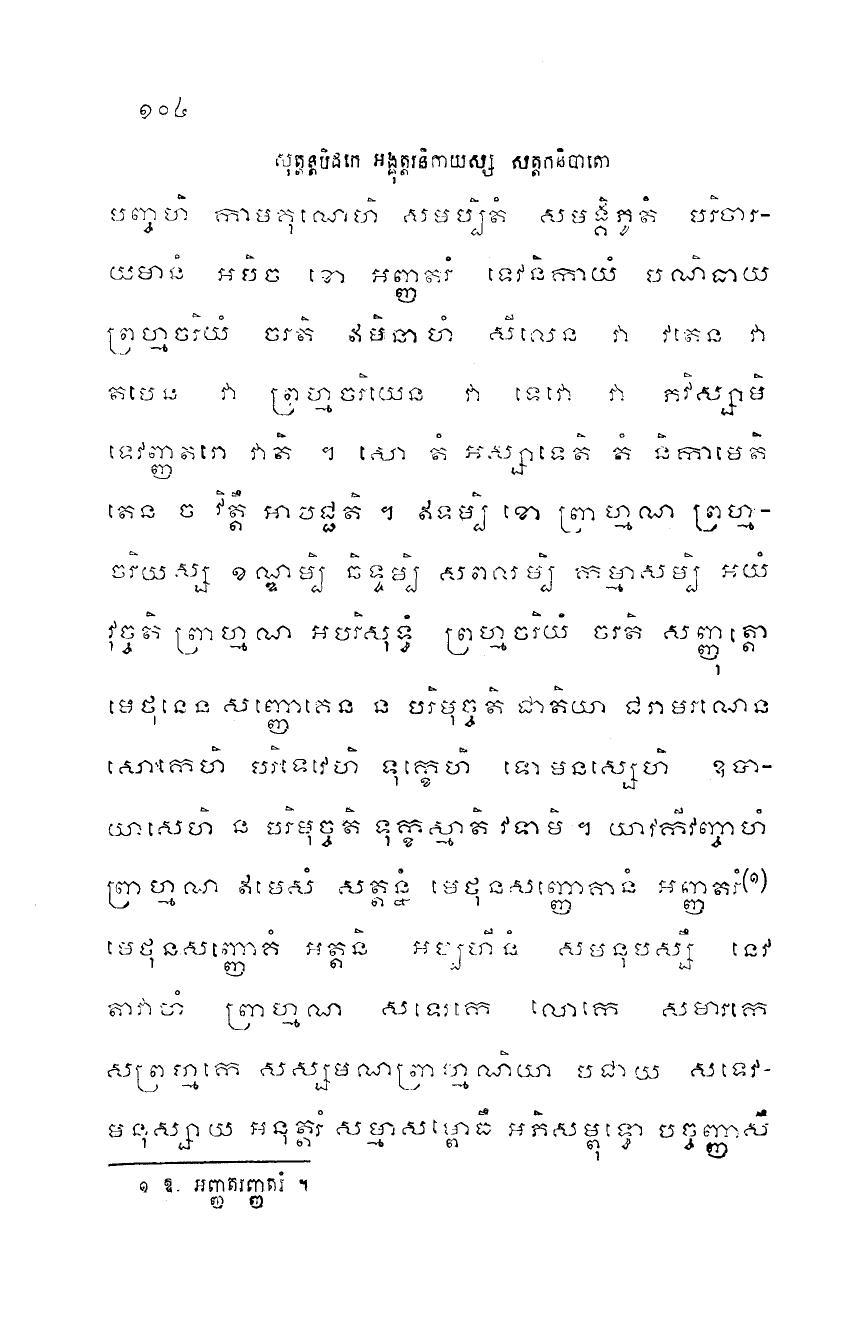 ១០៤
សុត្តន្តបិដកេ អង្គុត្តរនិកាយស្ស សត្តកនិបាតោ
បញ្ចហិ កាមគុណេហិ សមប្បិតំ សមង្គិភូតំ បរិចារ-
យមានំ អបិច ខោ អញ្ញតរំ ទេវនិកាយំ បណិធាយ
ព្រហ្មចរិយំ ចរតិ ឥមិនាហំ សីលេន វា វតេន វា
តបេន វា ព្រហ្មចរិយេន វា ទេវោ វា ភវិស្សាមិ
ទេវញ្ញតរោ វាតិ ។ សោ តំ អស្សាទេតិ តំ និកាមេតិ
តេន ច វិត្តឹ អាបជ្ជតិ ។ ឥទម្បិ ខោ ព្រាហ្មណ ព្រហ្ម-
ចរិយស្ស ខណ្ឌម្បិ ឆិទ្ទម្បិ សពលម្បិ កម្មាសម្បិ អយំ
វុច្ចតិ ព្រាហ្មណ អបរិសុទ្ធំ ព្រហ្មចរិយំ ចរតិ សញ្ញុត្តោ
មេថុនេន សញ្ញោគេន ន បរិមុច្ចតិ ជាតិយា ជរាមរណេន
សោកេហិ បរិទេវេហិ ទុក្ខេហិ ទោមនស្សេហិ ឧបា-
យាសេហិ ន បរិមុច្ចតិ ទុក្ខស្មាតិ វទាមិ ។ យាវកីវញ្ចាហំ
ព្រាហ្មណ ឥមេសំ សត្តន្នំ មេថុនសញ្ញោគានំ អញ្ញតរំ(១)
មេថុនសញ្ញោគំ អត្តនិ អប្បហីនំ សមនុបស្សឹ នេវ
តាវាហំ ព្រាហ្មណ សទេវកេ លោកេ សមារកេ
សព្រហ្មកេ សស្សមណព្រាហ្មណិយា បជាយ សទេវ-
មនុស្សាយ អនុត្តរំ សម្មាសម្ពោធឹ អភិសម្ពុទ្ធោ បច្ចញ្ញាសឹ
១ ឱ. អញ្ញតរញ្ញតរំ ។